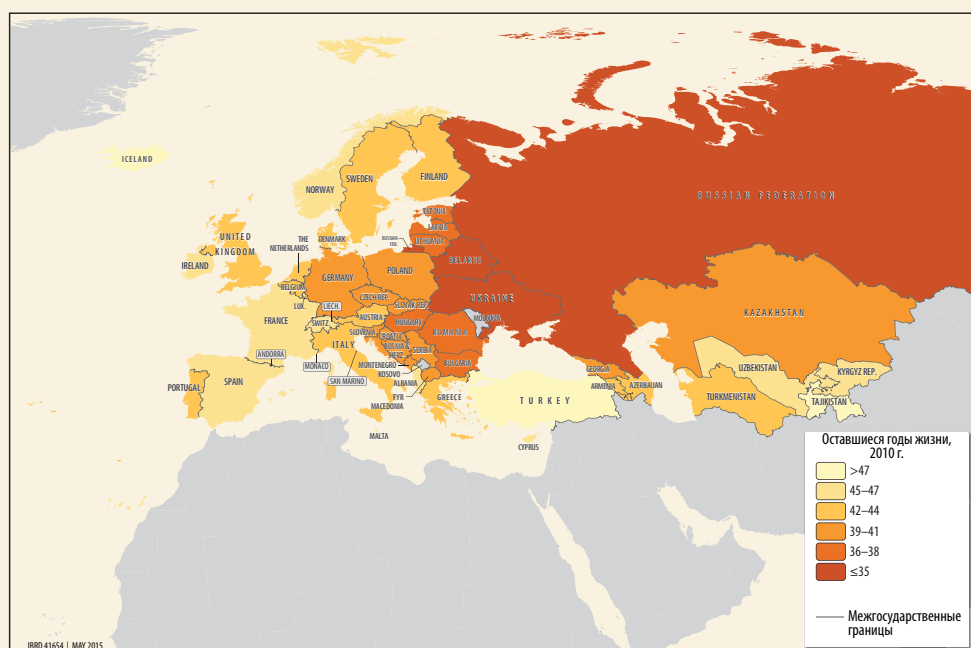 ICELAND
NORWAY
SWEDEN
FINLAND
RUSSIAN FEDERATION
ESTONIA
LATVIA
LITHUANIA
RUSSIAN
FED.
DENMARK
UNITED
KINGDOM
THE
NETHERLANDS
IRELAND
BELARUS
POLAND
GERMANY
BELGIUM
LUX.
CZECH REP.
UKRAINE
SLOVAK REP.
LIECH.
KAZAKHSTAN
MOLDOVA
AUSTRIA
HUNGARY
FRANCE
SWITZ.
SLOVENIA
ROMANIA
CROATIA
ITALY
BOSNIA &
HERZ.
SERBIA
ANDORRA
MONACO
MONTENEGRO
BULGARIA
KOSOVO
GEORGIA
UZBEKISTAN
KYRGYZ REP.
SAN MARINO
ALBANIA
ARMENIA
AZERBAIJAN
PORTUGAL
SPAIN
FYR
MACEDONIA
GREECE
TURKEY
TURKMENISTAN
TAJIKISTAN
MALTA
CYPRUS
Оставшиеся годы жизни,
2010 г.
>47
45–47
42–44
39–41
36–38
≤35
Межгосударственные
границы
IBRD 41654 | MAY 2015